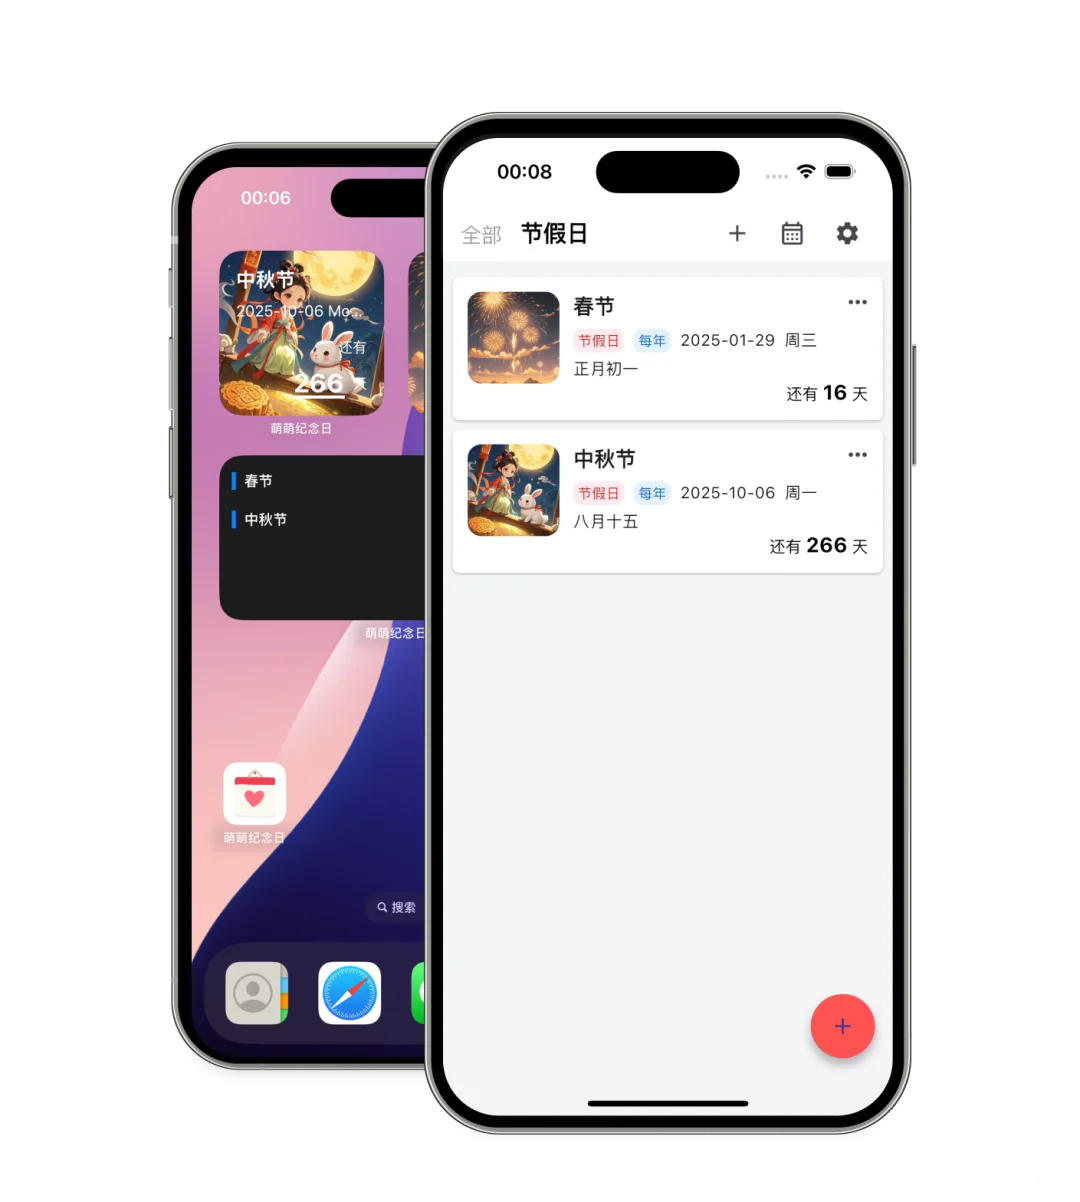 00:06
中秋节
2025-10-06 Mo...
还有
266 天
萌萌纪念日
春节
中秋节
萌萌纪念日
萌萌纪念日
搜索
00:08
全部 节假日
春节
节假日 每年 2025-01-29 周三
正月初一
还有 16 天
中秋节
节假日 每年 2025-10-06 周一
八月十五
还有 266 天